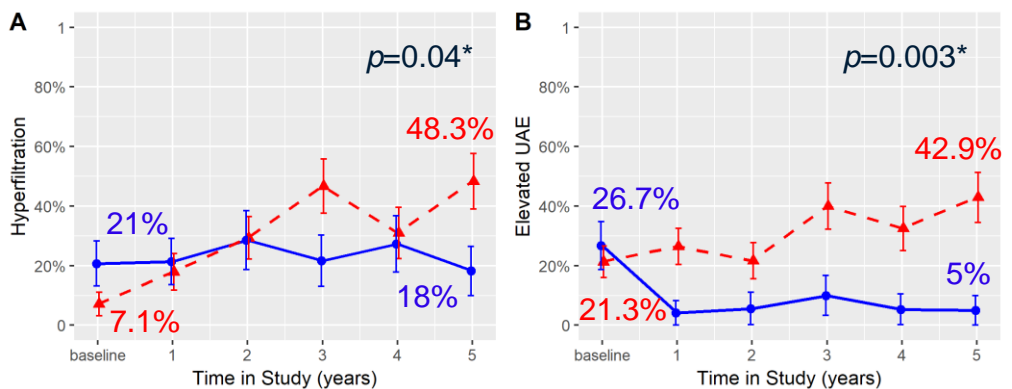 A
Hyperfiltration
1
80%
60%
40%
20%
0
p=0.04*
48.3%
21%
18%
7.1%
baseline 1 2 3 4 5
Time in Study (years)
B
Elevated UAE
1
80%
60%
40%
20%
0
p=0.003*
42.9%
26.7%
5%
21.3%
baseline 1 2 3 4 5
Time in Study (years)